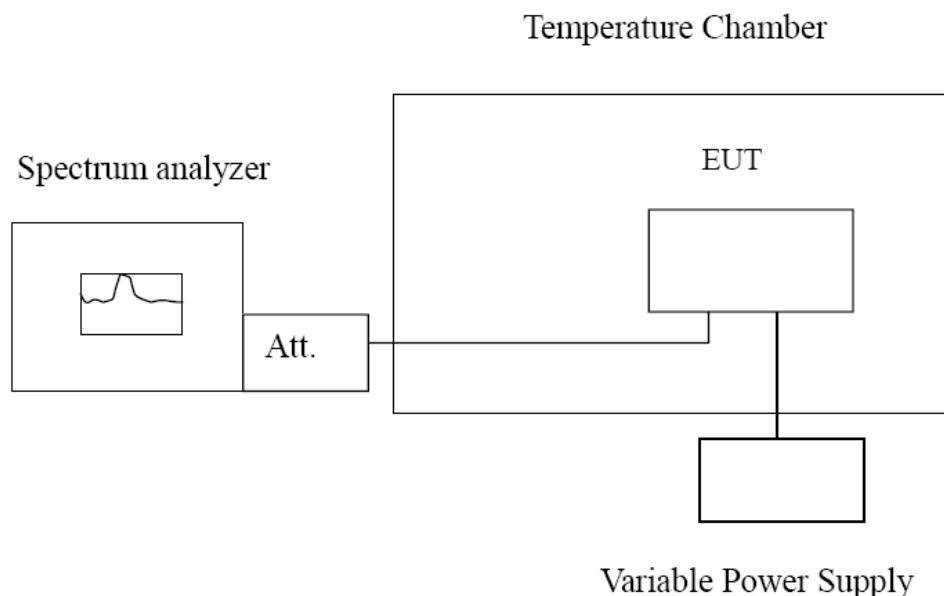 Temperature Chamber
Spectrum analyzer
EUT
Att.
Variable Power Supply